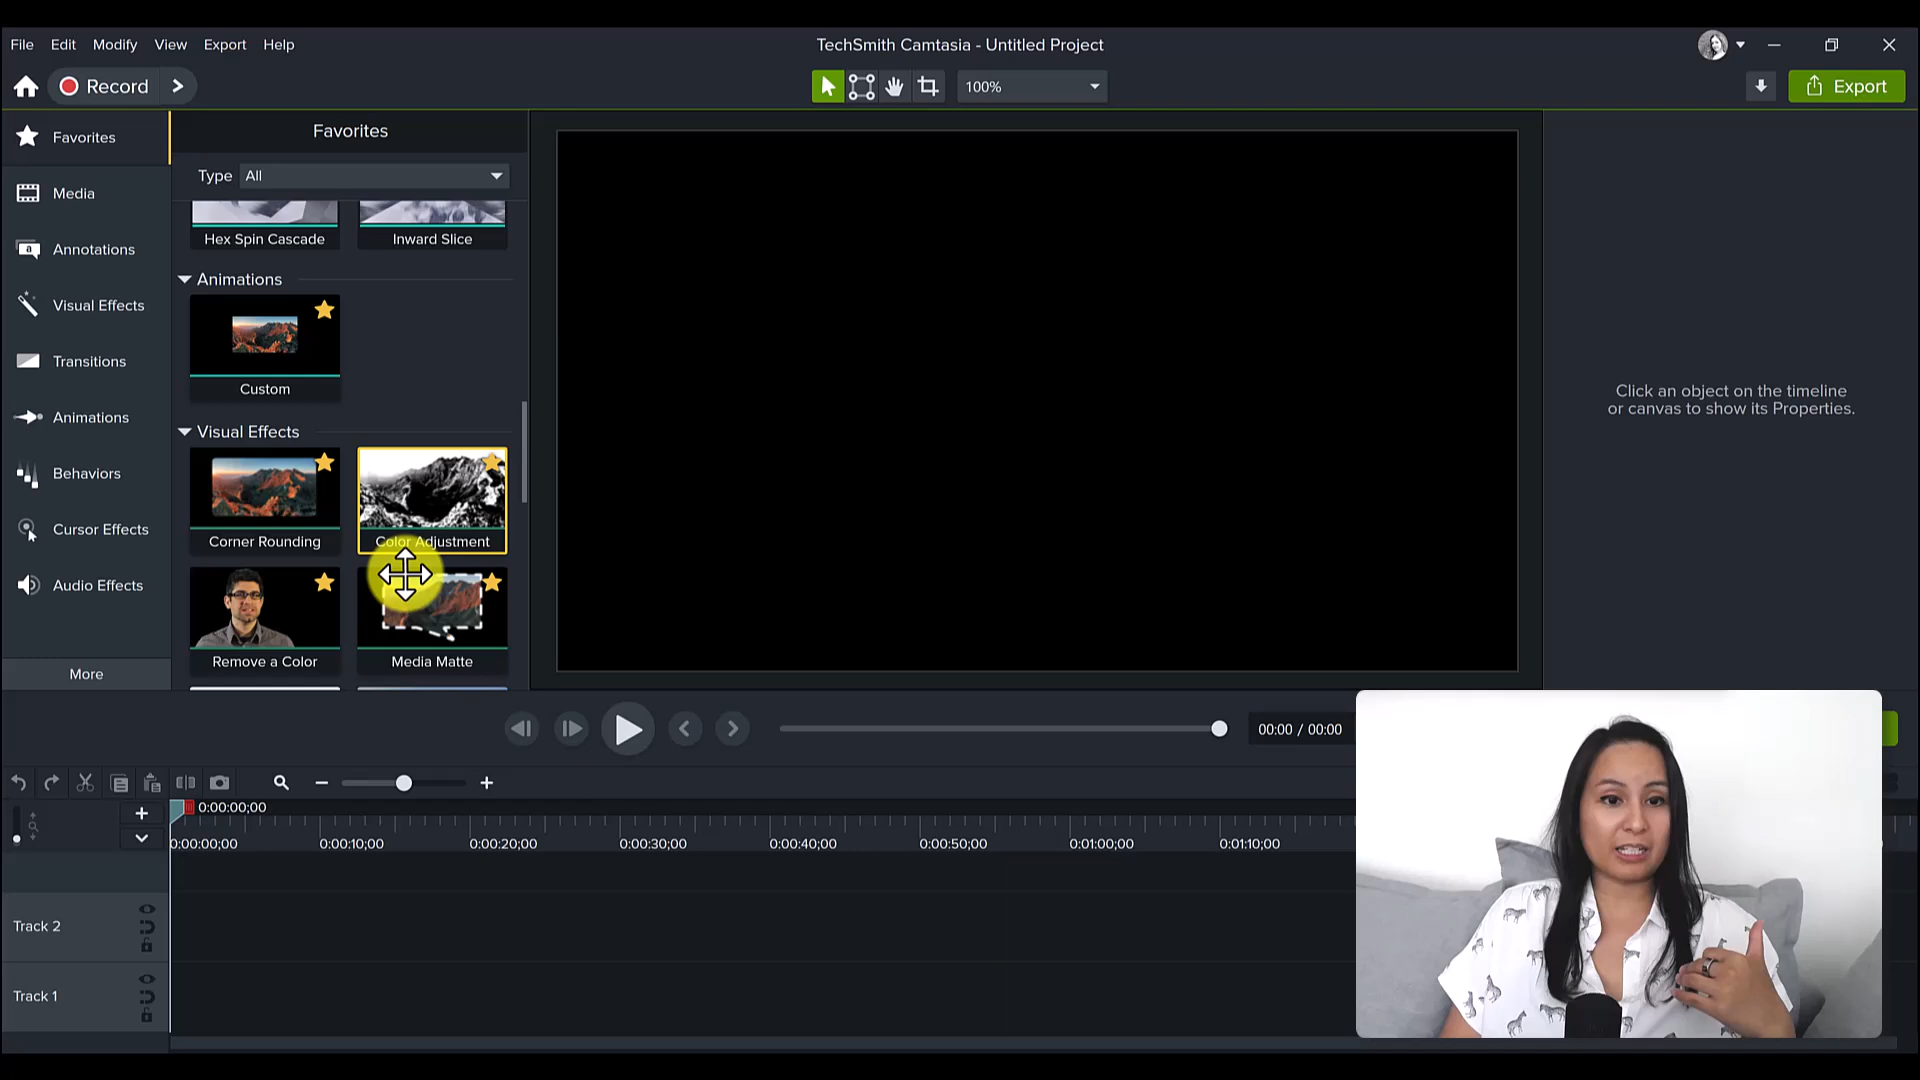 File Edit Modify View Export Help
TechSmith Camtasia - Untitled Project
Record
100%
Export
Favorites
Media
Annotations
Visual Effects
Transitions
Animations
Behaviors
Cursor Effects
Audio Effects
More
Favorites
Type All
Hex Spin Cascade Inward Slice
Animations
Custom
Visual Effects
Corner Rounding Color Adjustment
Remove a Color Media Matte
Click an object on the timeline
or canvas to show its Properties.
00:00 / 00:00
0:00:00;00
0:00:00;00 0:00:10;00 0:00:20;00 0:00:30;00 0:00:40;00 0:00:50;00 0:01:00;00 0:01:10;00
Track 2
Track 1